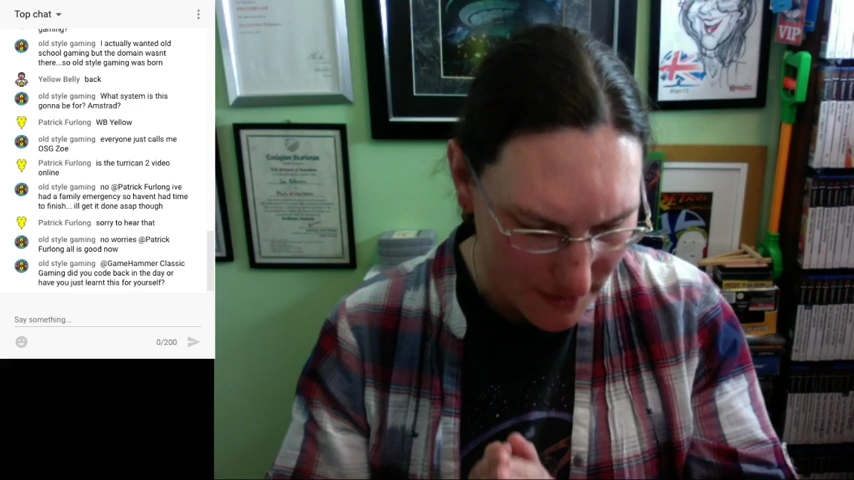 Top chat
gaming?
old style gaming I actually wanted old
school gaming but the domain wasnt
there...so old style gaming was born
Yellow Belly back
old style gaming What system is this
gonna be for? Amstrad?
Patrick Furlong WB Yellow
old style gaming everyone just calls me
OSG Zoe
Patrick Furlong is the turrican 2 video
online
old style gaming no @Patrick Furlong ive
had a family emergency so havent had time
to finish... ill get it done asap though
Patrick Furlong sorry to hear that
old style gaming no worries @Patrick
Furlong all is good now
old style gaming @GameHammer Classic
Gaming did you code back in the day or
have you just learnt this for yourself?
Say something...
0/200
VIP